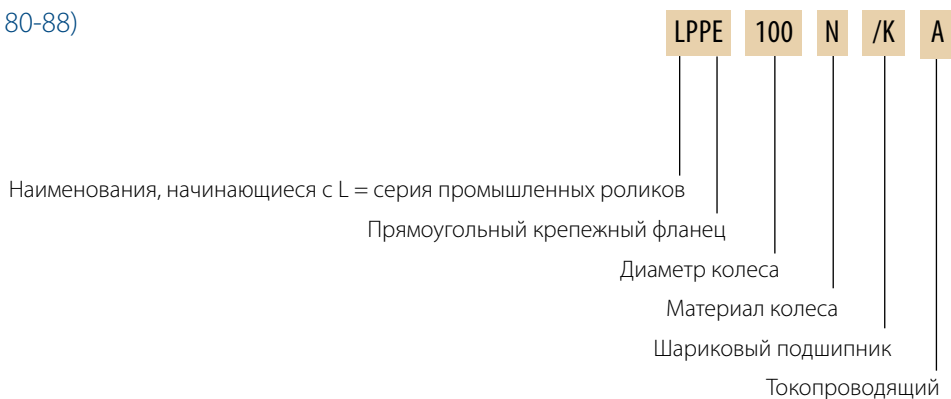 80-88)
LPPE 100 N /K A
Наименования, начинающиеся с L = серия промышленных роликов
Прямоугольный крепежный фланец
Диаметр колеса
Материал колеса
Шариковый подшипник
Токопроводящий